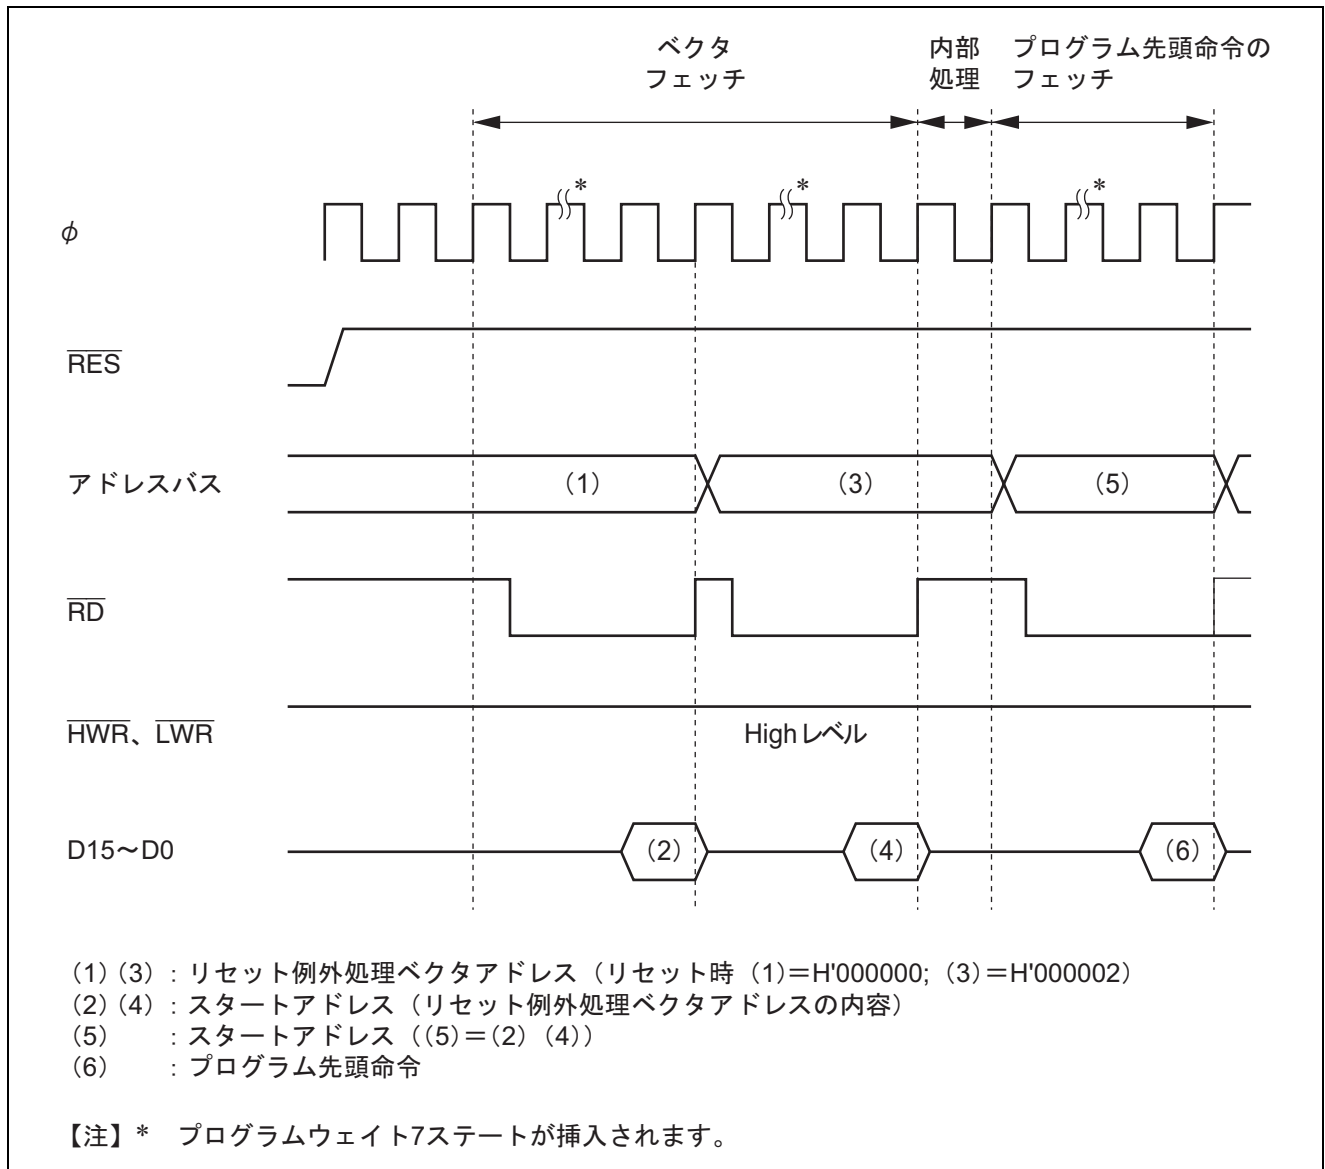 ベクタ
フェッチ
内部
処理
プログラム先頭命令の
フェッチ
* * *
φ
RES
アドレスバス (1) (3) (5)
RD
HWR、LWR Highレベル
D15～D0 (2) (4) (6)
(1)(3)：リセット例外処理ベクタアドレス（リセット時 (1)＝H'000000; (3)＝H'000002）
(2)(4)：スタートアドレス（リセット例外処理ベクタアドレスの内容）
(5)　　：スタートアドレス（(5)＝(2) (4)）
(6)　　：プログラム先頭命令
【注】*　プログラムウェイト7ステートが挿入されます。